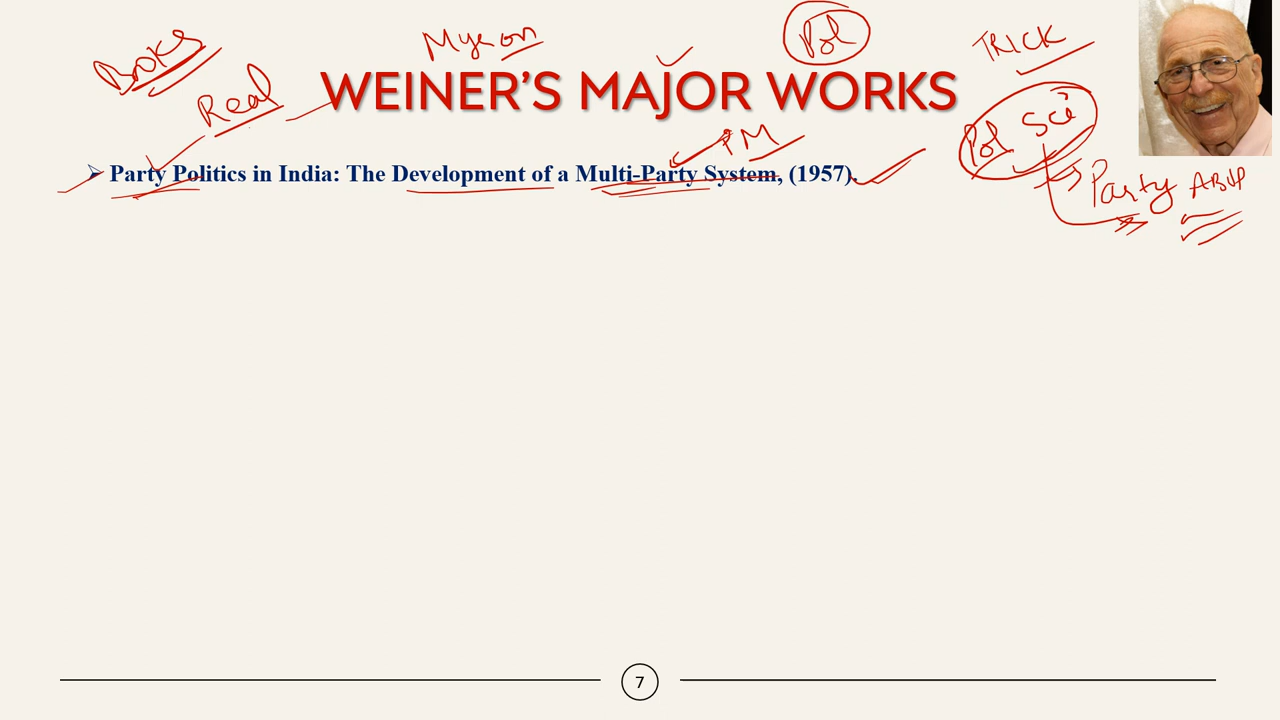 Books
Real
Myron
Pol
TRICK
WEINER'S MAJOR WORKS
Pol Sci
PM
➢ Party Politics in India: The Development of a Multi-Party System, (1957).
Party ABVP
7